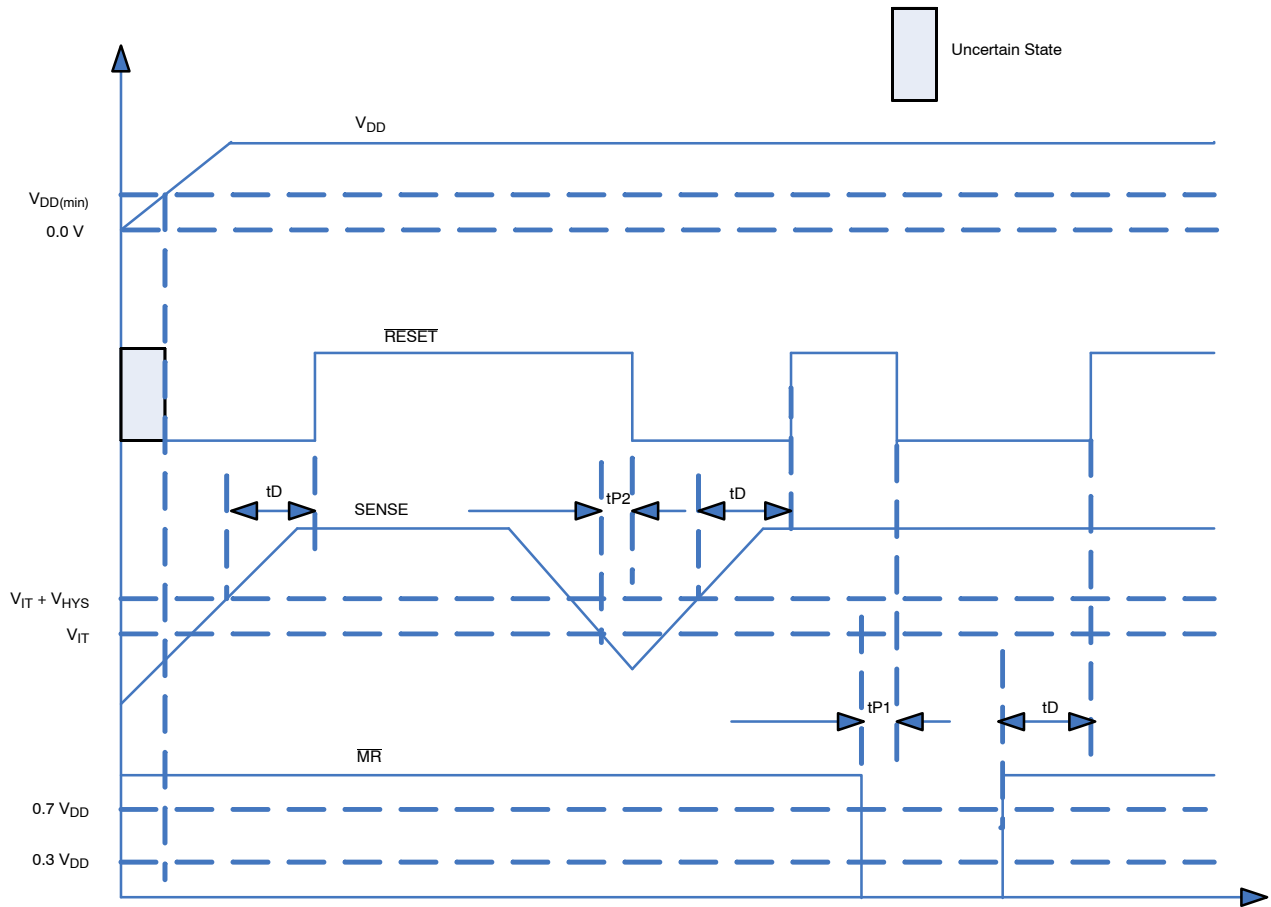 Uncertain State
VDD
VDD(min)
0.0 V
RESET
tD
SENSE
tP2
tD
VIT + VHYS
VIT
tP1
tD
MR
0.7 VDD
0.3 VDD